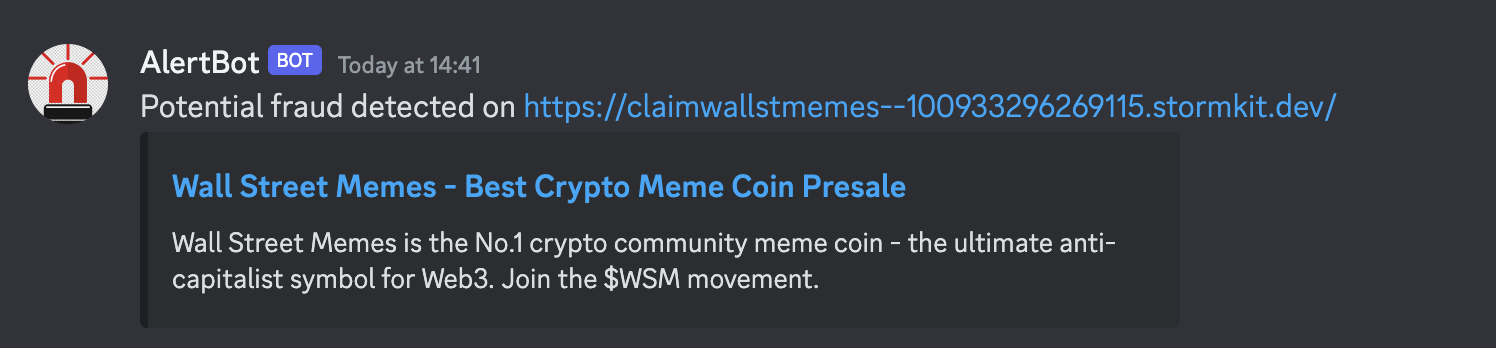 AlertBot BOT Today at 14:41
Potential fraud detected on https://claimwallstmemes--100933296269115.stormkit.dev/
Wall Street Memes - Best Crypto Meme Coin Presale
Wall Street Memes is the No.1 crypto community meme coin - the ultimate anti-
capitalist symbol for Web3. Join the $WSM movement.